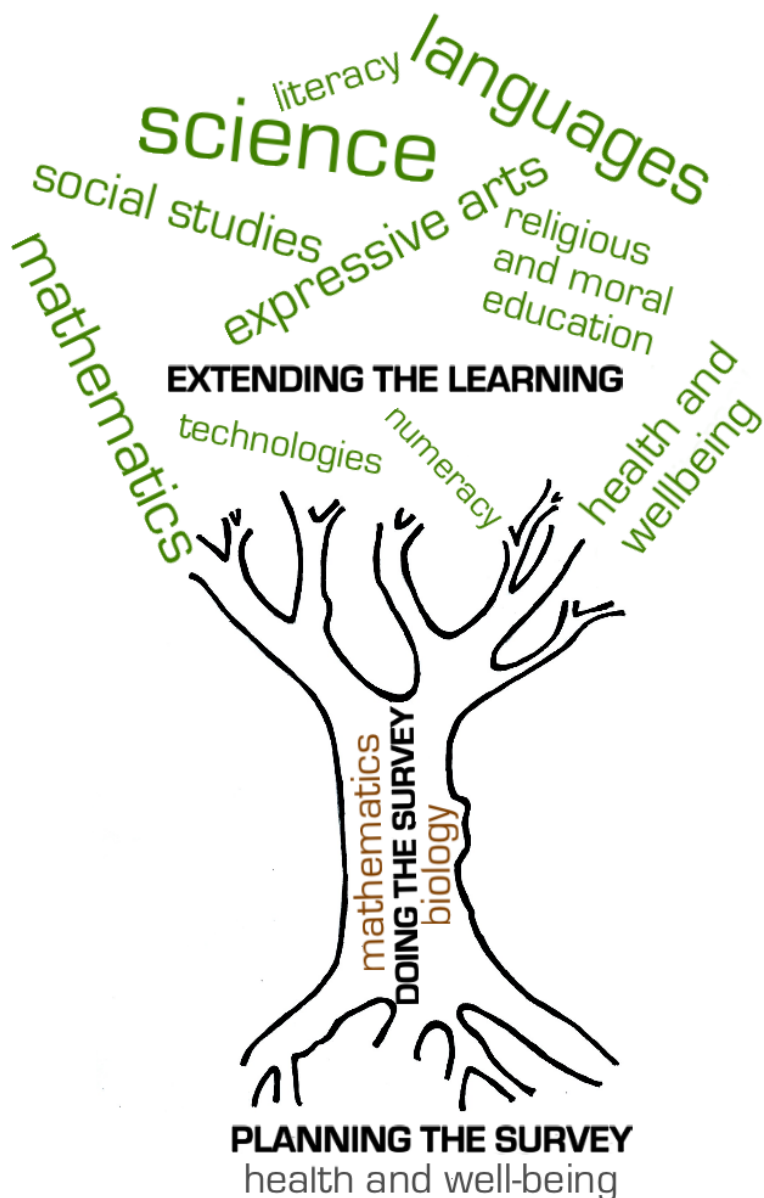 languages
literacy
science
social studies
expressive arts
religious
and moral
education
mathematics
EXTENDING THE LEARNING
health and
wellbeing
technologies
numeracy
mathematics
DOING THE SURVEY
biology
PLANNING THE SURVEY
health and well-being